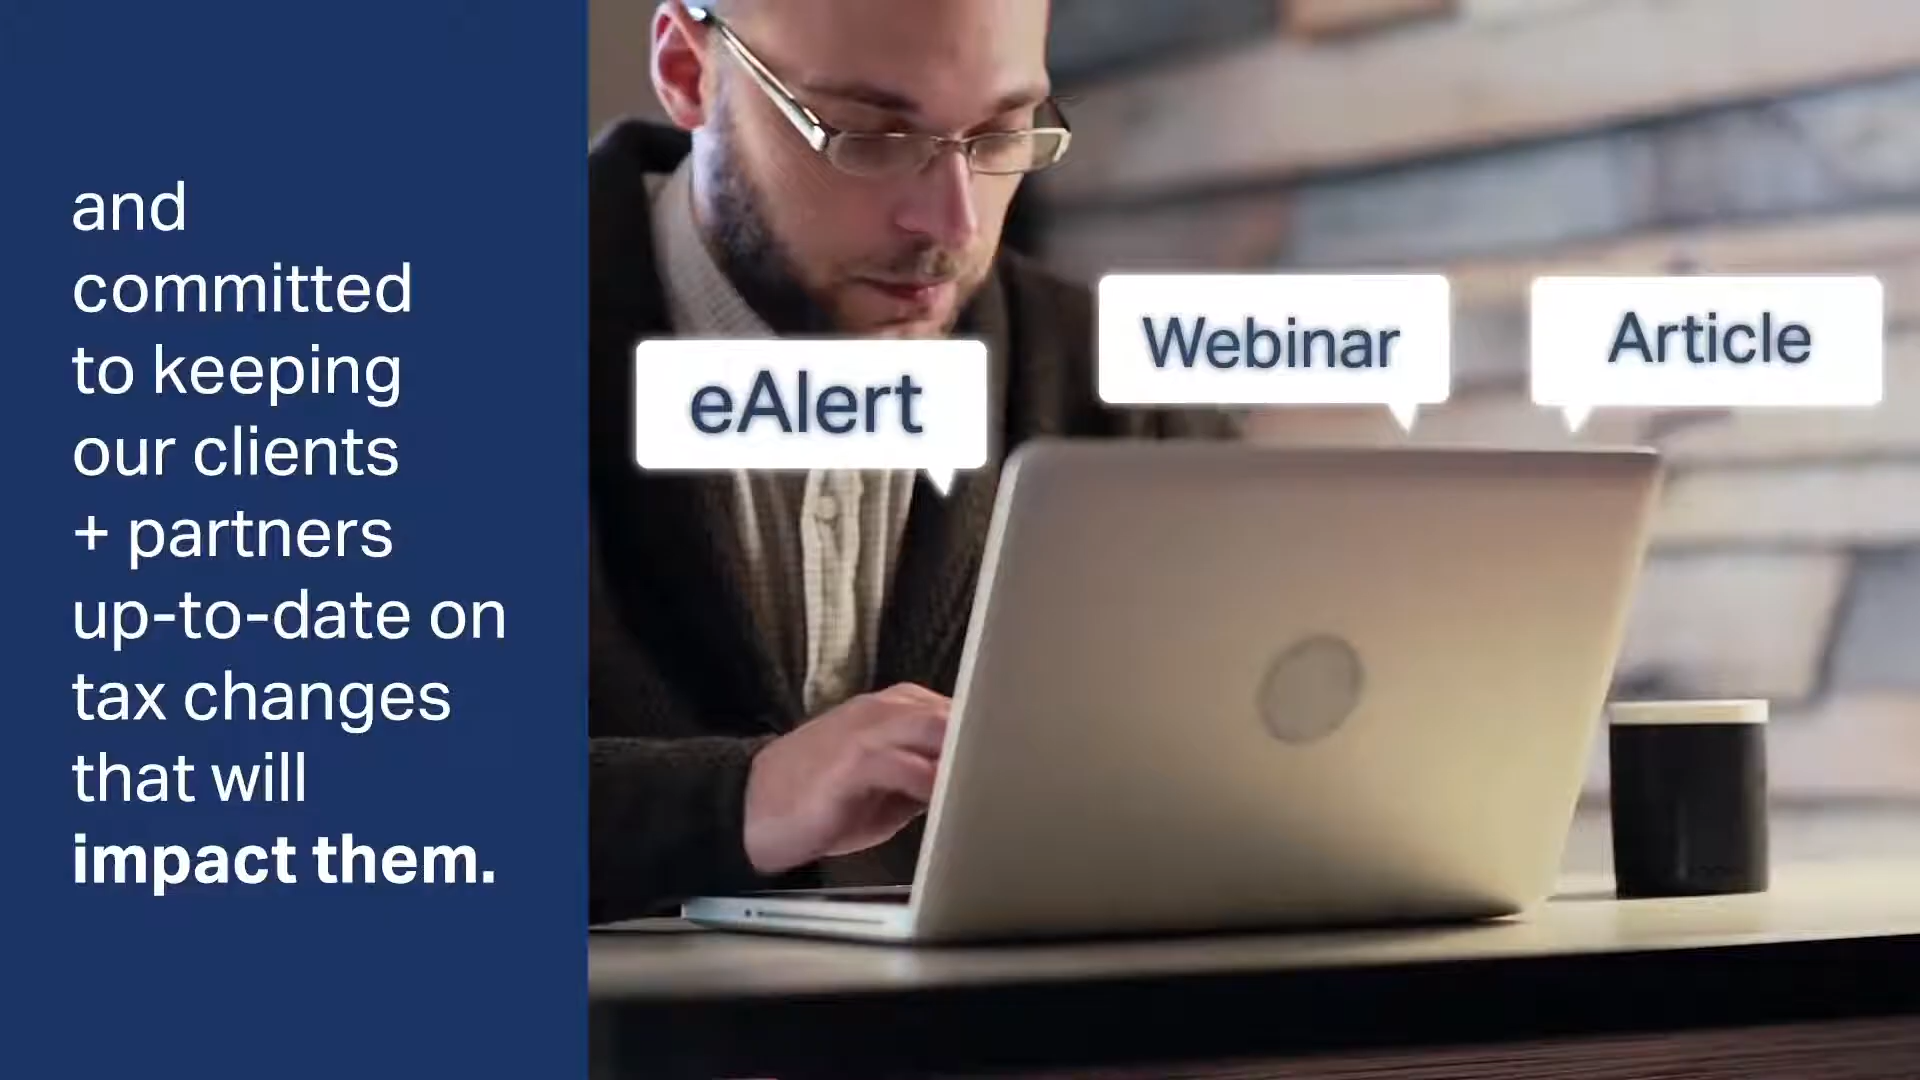 and
committed
to keeping
our clients
+ partners
up-to-date on
tax changes
that will
impact them.
eAlert
Webinar
Article